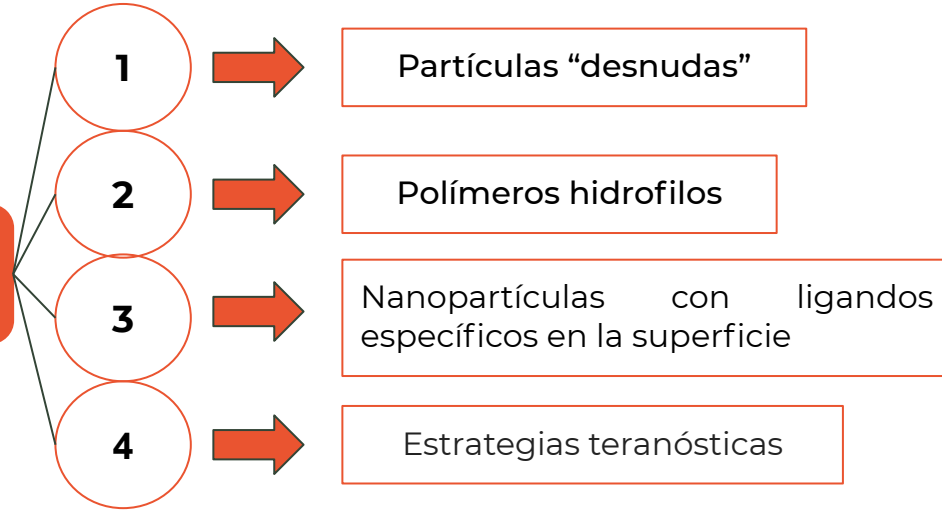 1
Partículas “desnudas”
2
Polímeros hidrofilos
3
Nanopartículas con ligandos
específicos en la superficie
4
Estrategias teranósticas